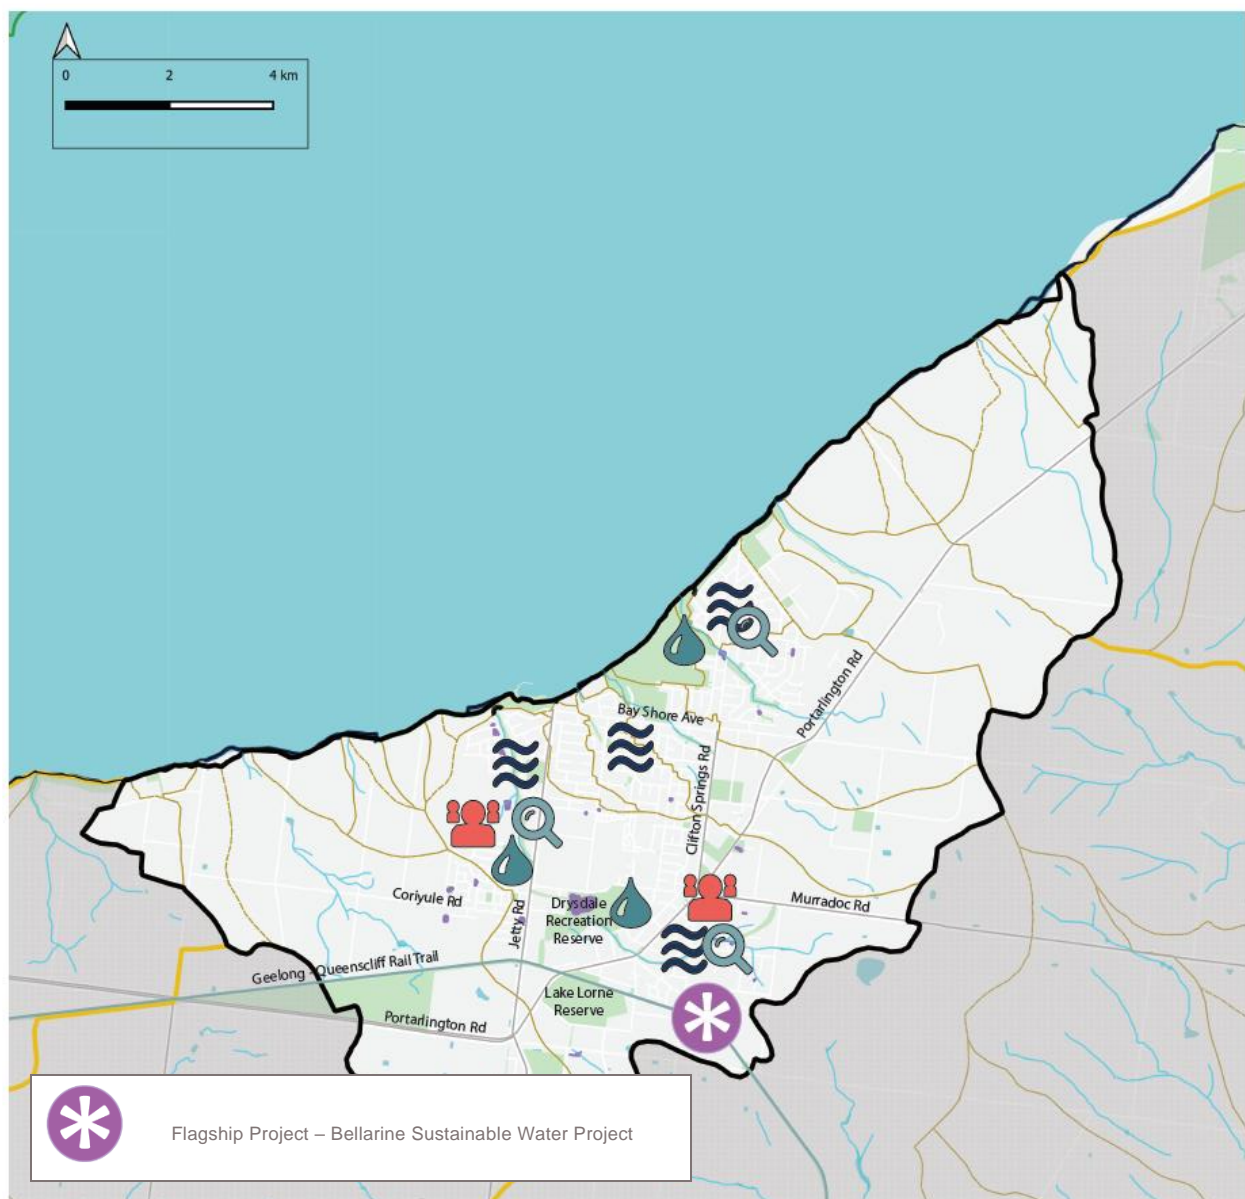 0 2 4 km
Bay Shore Ave
Portarlington Rd
Clifton Springs Rd
Coriyule Rd
Jetty Rd
Drysdale
Recreation
Reserve
Murradoc Rd
Geelong - Queenscliff Rail Trail
Lake Lorne
Reserve
Portarlington Rd
Flagship Project – Bellarine Sustainable Water Project